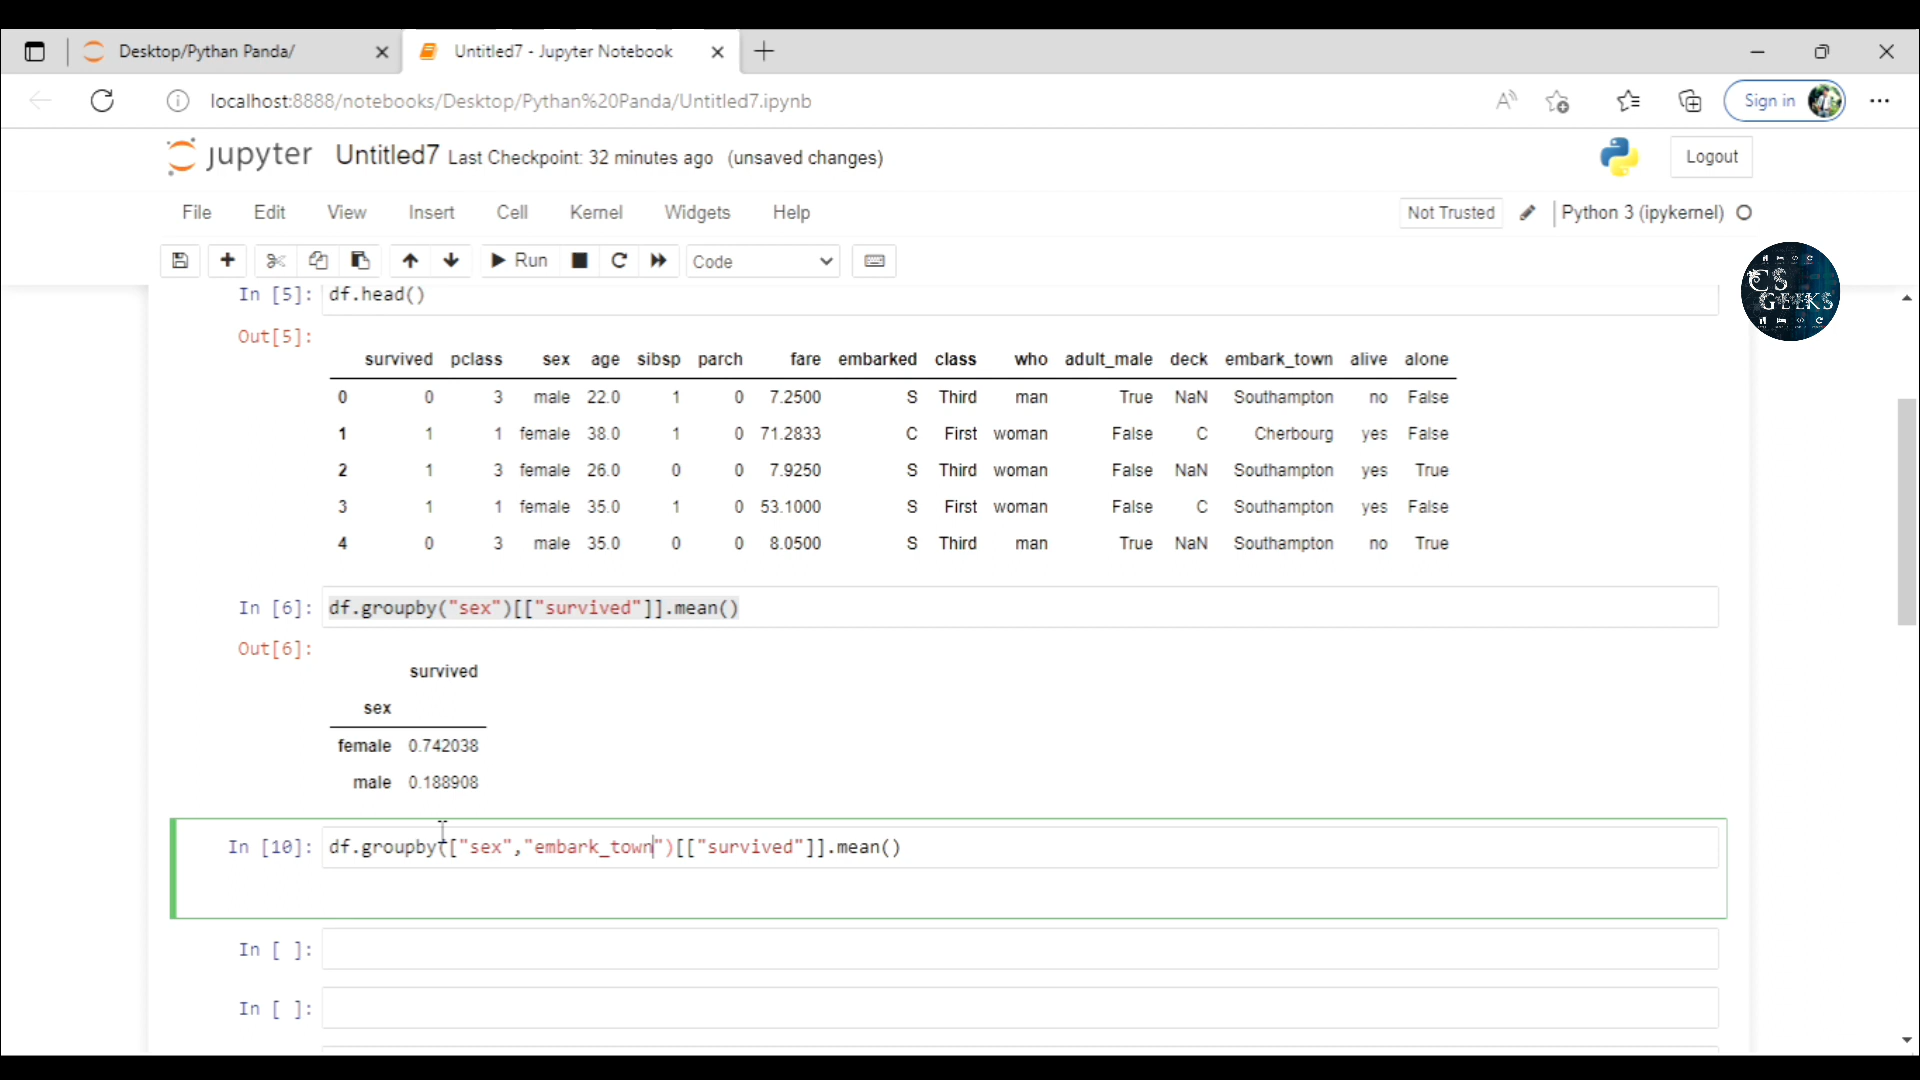 Desktop/Pythan Panda/
Untitled7 - Jupyter Notebook
localhost:8888/notebooks/Desktop/Pythan%20Panda/Untitled7.ipynb
Sign in
jupyter Untitled7 Last Checkpoint: 32 minutes ago (unsaved changes)
Logout
File Edit View Insert Cell Kernel Widgets Help
Not Trusted
Python 3 (ipykernel)
Run
Code
CS
GEEKS
In [5]: df.head()
Out[5]:
survived pclass sex age sibsp parch fare embarked class who adult_male deck embark_town alive alone
0 0 3 male 22.0 1 0 7.2500 S Third man True NaN Southampton no False
1 1 1 female 38.0 1 0 71.2833 C First woman False C Cherbourg yes False
2 1 3 female 26.0 0 0 7.9250 S Third woman False NaN Southampton yes True
3 1 1 female 35.0 1 0 53.1000 S First woman False C Southampton yes False
4 0 3 male 35.0 0 0 8.0500 S Third man True NaN Southampton no True
In [6]: df.groupby("sex")[["survived"]].mean()
Out[6]:
survived
sex
female 0.742038
male 0.188908
In [10]: df.groupby(["sex","embark_town")[["survived"]].mean()
In [ ]:
In [ ]: